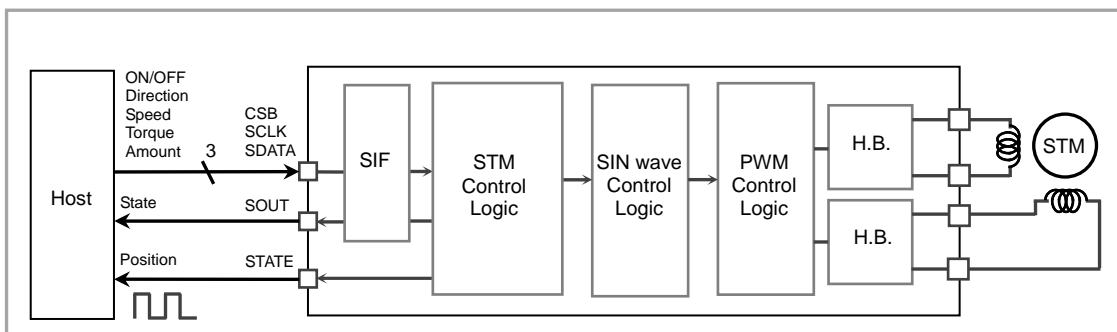 ON/OFF
Direction
Speed
Torque
Amount
3
CSB
SCLK
SDATA
Host
State
SOUT
Position
STATE
SIF
STM
Control
Logic
SIN wave
Control
Logic
PWM
Control
Logic
H.B.
H.B.
STM